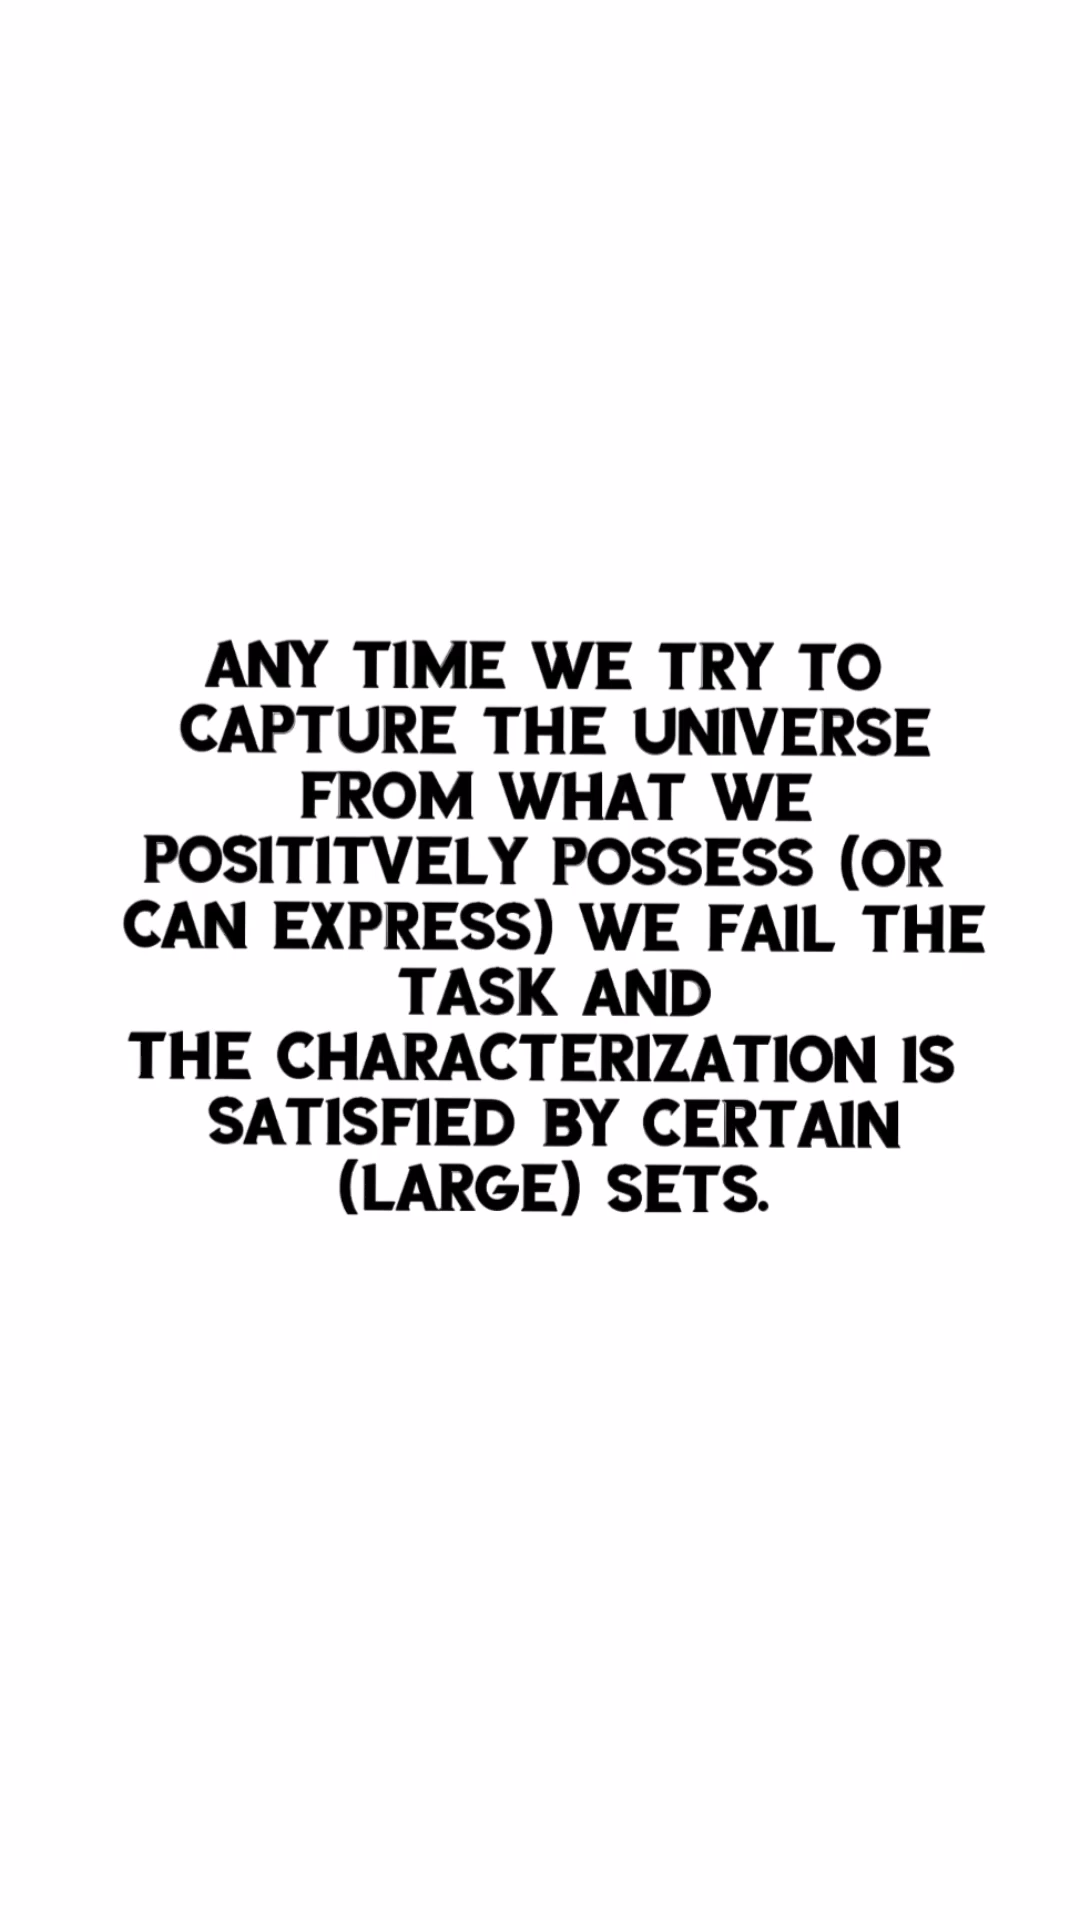 ANY TIME WE TRY TO
CAPTURE THE UNIVERSE
FROM WHAT WE
POSITITVELY POSSESS (OR
CAN EXPRESS) WE FAIL THE
TASK AND
THE CHARACTERIZATION IS
SATISFIED BY CERTAIN
(LARGE) SETS.